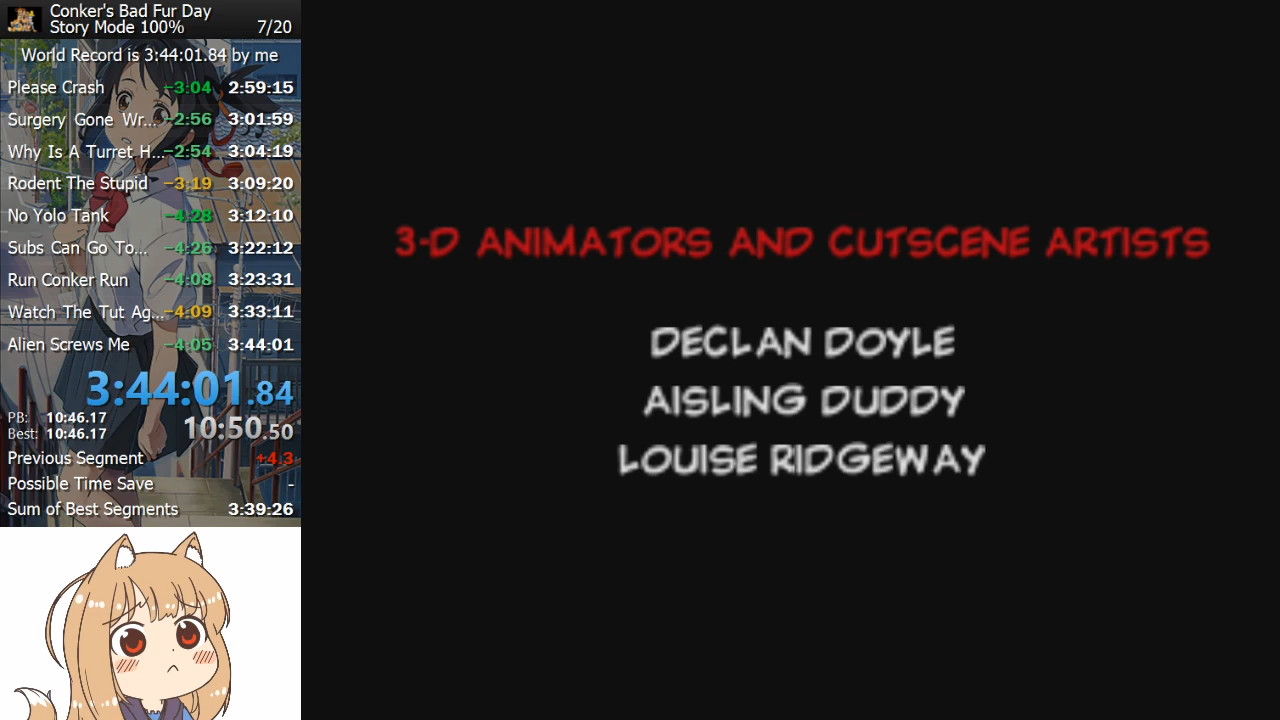 Conker's Bad Fur Day
Story Mode 100% 7/20
World Record is 3:44:01.84 by me
Please Crash −3:04 2:59:15
Surgery Gone Wr... −2:56 3:01:59
Why Is A Turret H... −2:54 3:04:19
Rodent The Stupid −3:19 3:09:20
No Yolo Tank −4:28 3:12:10
Subs Can Go To... −4:26 3:22:12
Run Conker Run −4:08 3:23:31
Watch The Tut Ag... −4:09 3:33:11
Alien Screws Me −4:05 3:44:01
3:44:01.84
PB: 10:46.17
Best: 10:46.17
10:50.50
Previous Segment +4.3
Possible Time Save -
Sum of Best Segments 3:39:26
3-D ANIMATORS AND CUTSCENE ARTISTS
DECLAN DOYLE
AISLING DUDDY
LOUISE RIDGEWAY